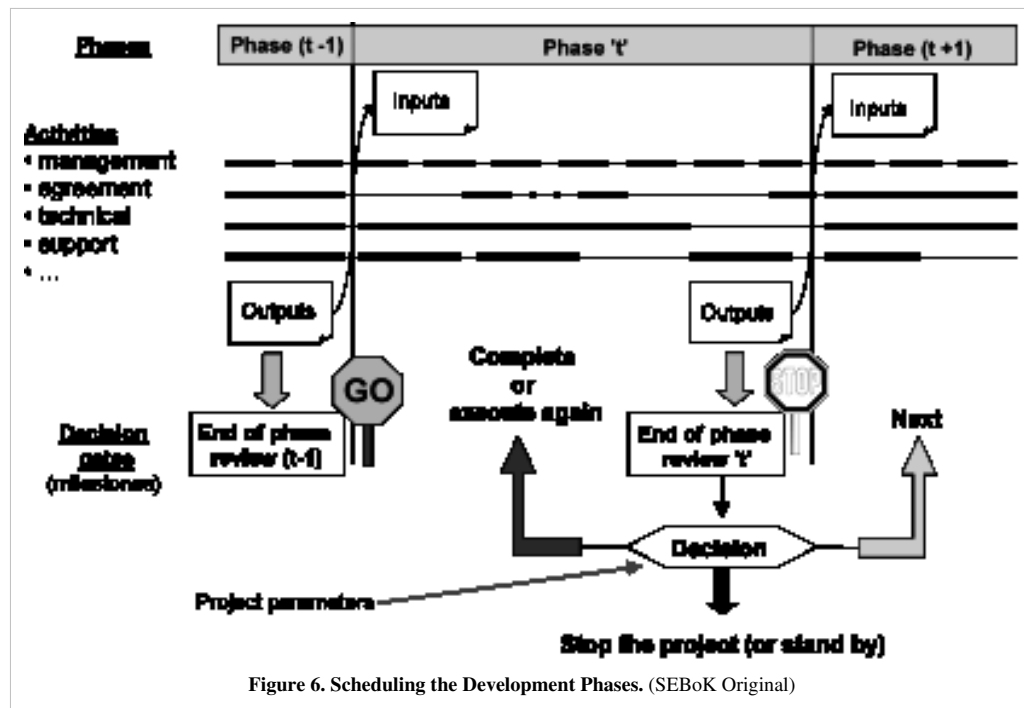 Phases
Phase (t -1)
Phase 't'
Phase (t +1)
Inputs
Inputs
Activities
• management
• agreement
• technical
• support
• ...
Outputs
Outputs
GO
STOP
Complete
or
execute again
Next
Decision
gates
(milestones)
End of phase
review (t-1)
End of phase
review 't'
Decision
Project parameters
Stop the project (or stand by)
Figure 6. Scheduling the Development Phases. (SEBoK Original)